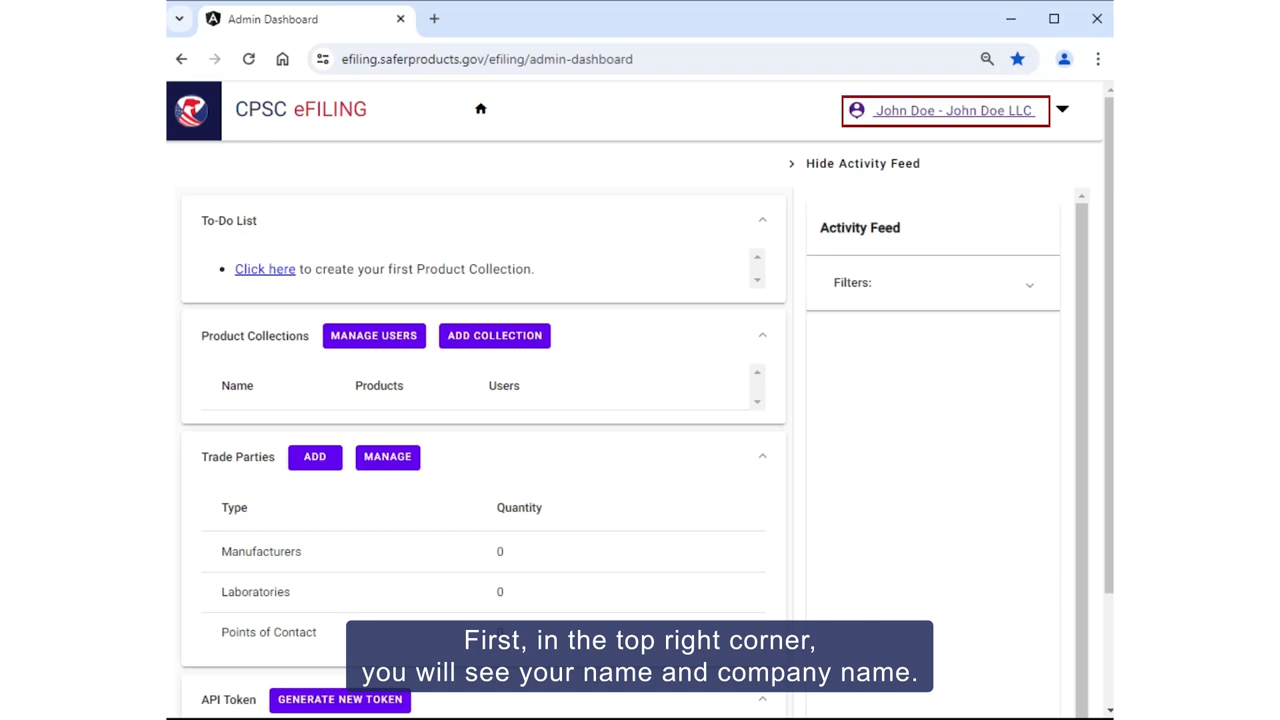 Admin Dashboard
efiling.saferproducts.gov/efiling/admin-dashboard
CPSC eFILING
John Doe - John Doe LLC
Hide Activity Feed
To-Do List
Click here to create your first Product Collection.
Product Collections MANAGE USERS ADD COLLECTION
Name Products Users
Trade Parties ADD MANAGE
Type Quantity
Manufacturers 0
Laboratories 0
Points of Contact
API Token GENERATE NEW TOKEN
Activity Feed
Filters:
First, in the top right corner,
you will see your name and company name.